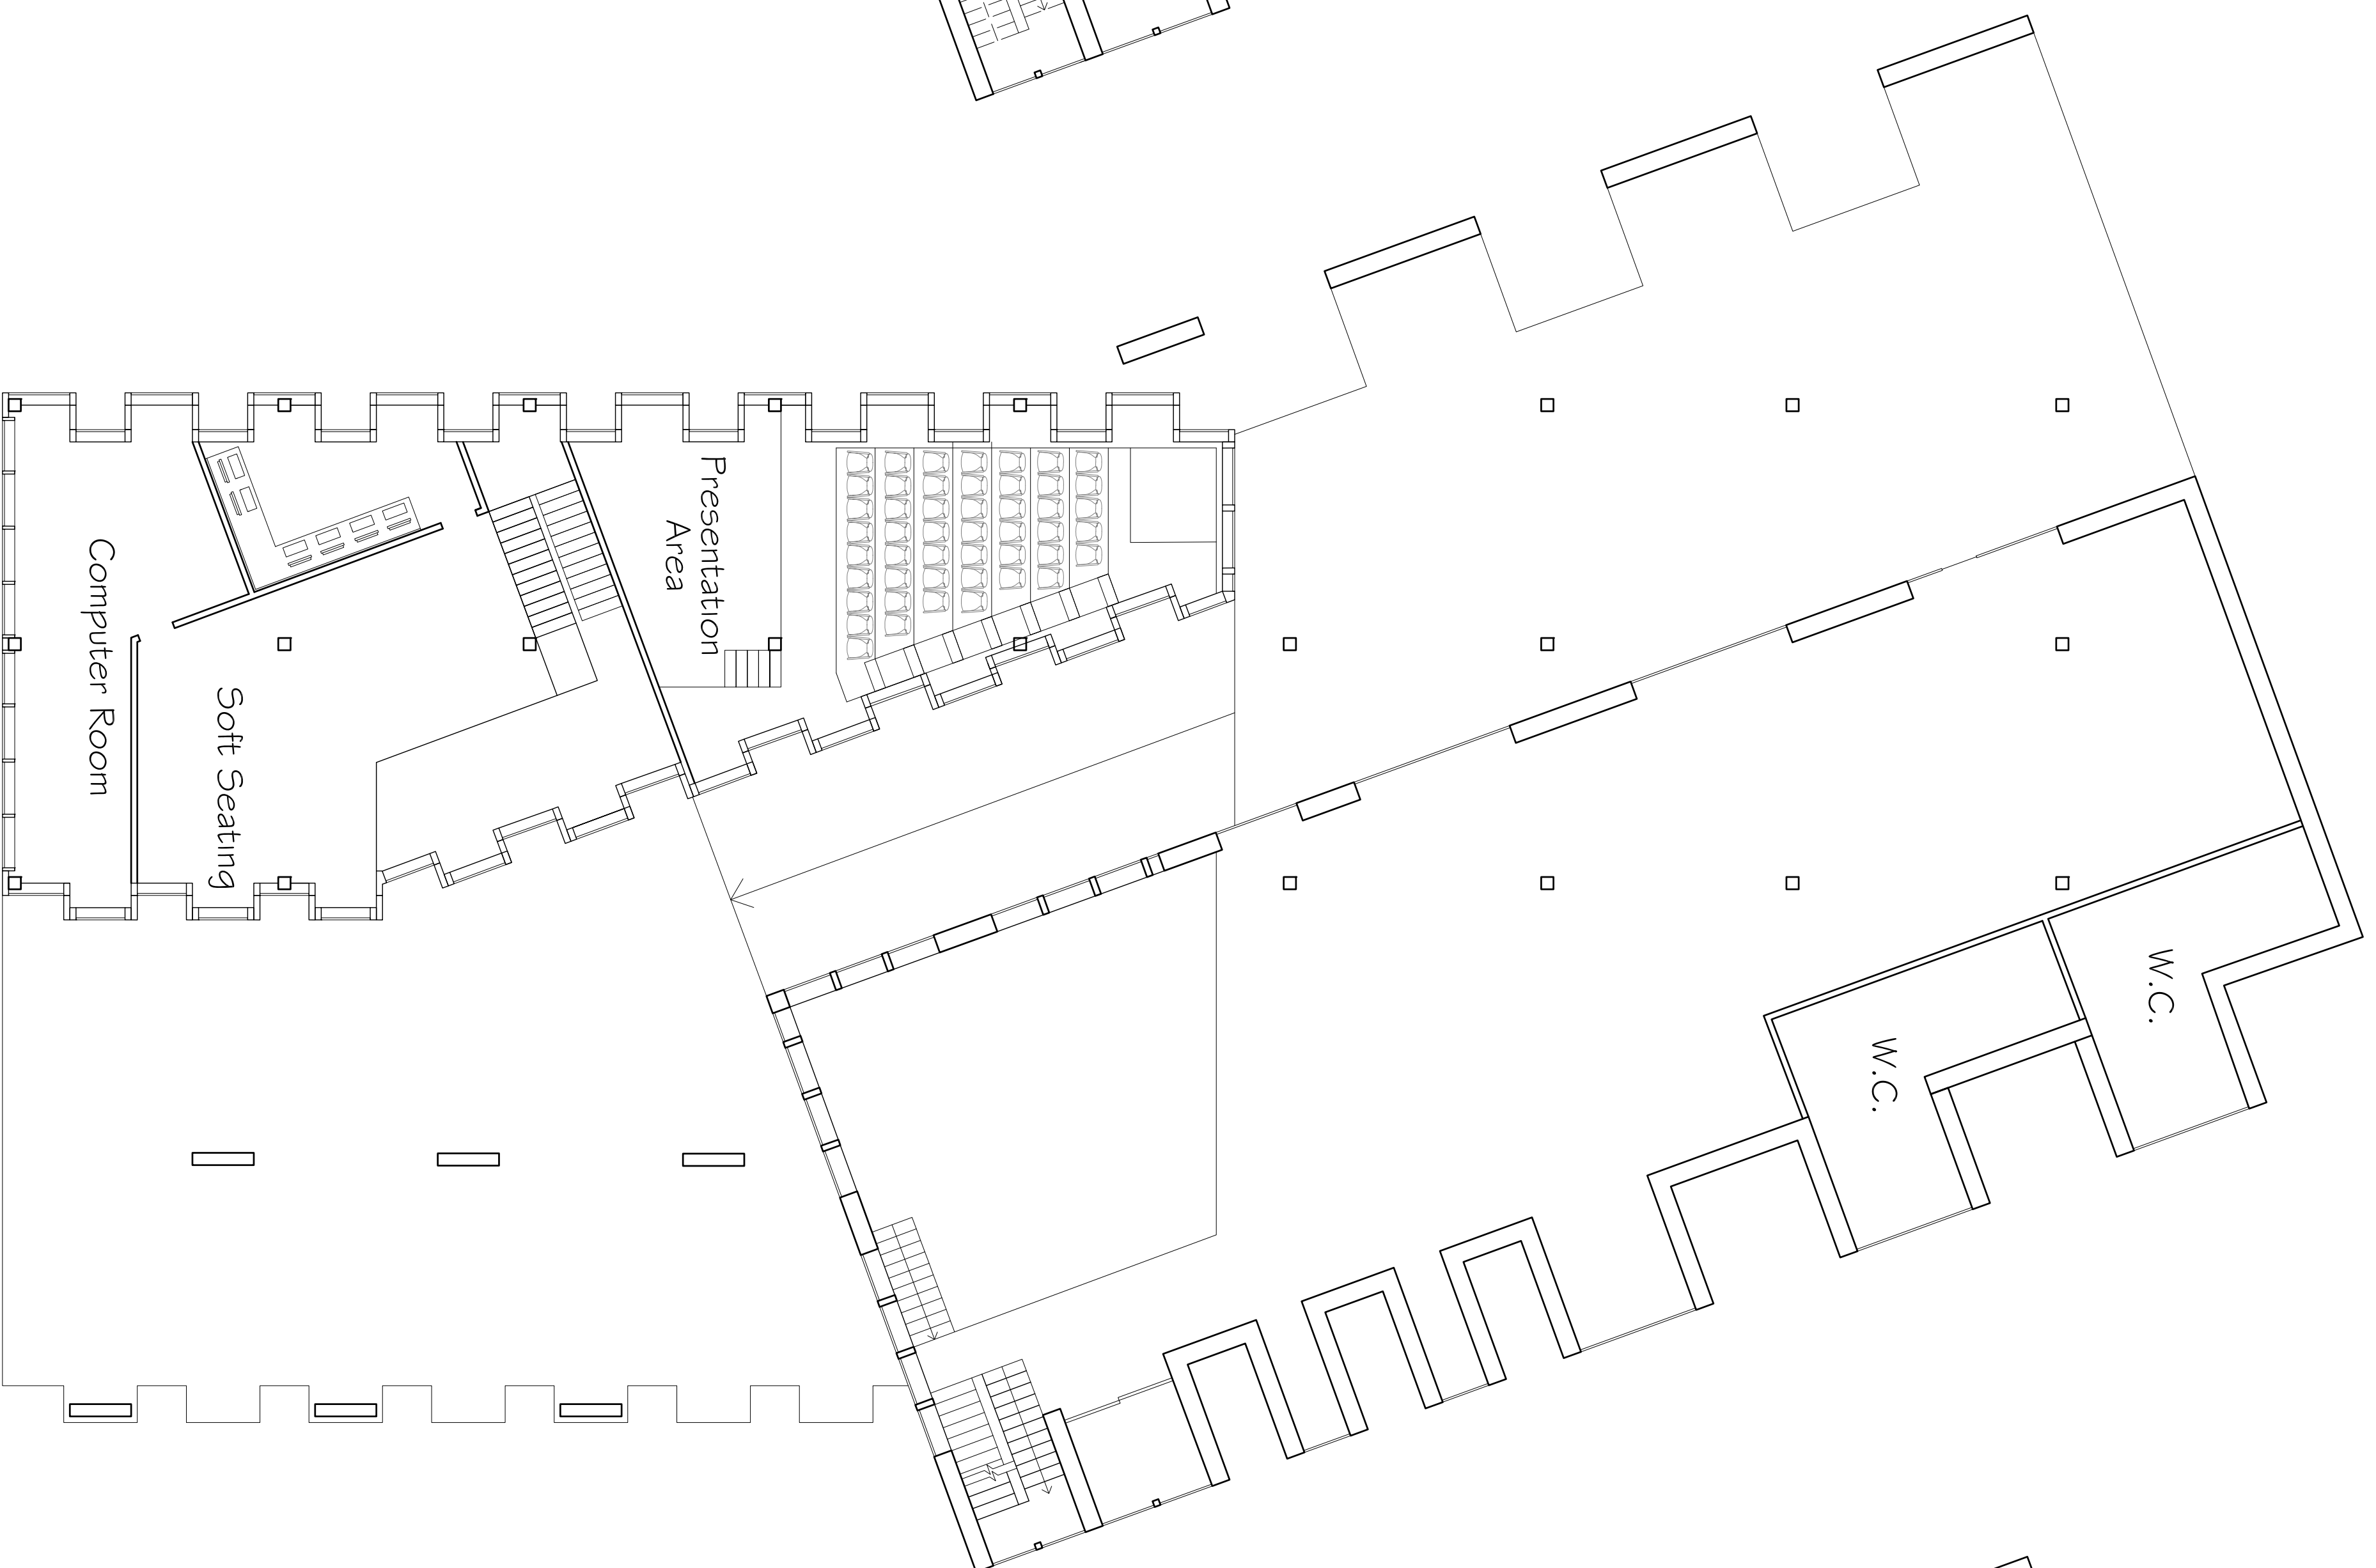 Computer Room
Soft Seating
Presentation
Area
W.C.
W.C.